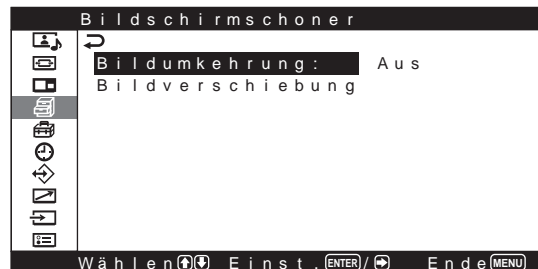 Bildschirmschoner
Bildumkehrung: Aus
Bildverschiebung
Wählen Einst. ENTER / Ende MENU